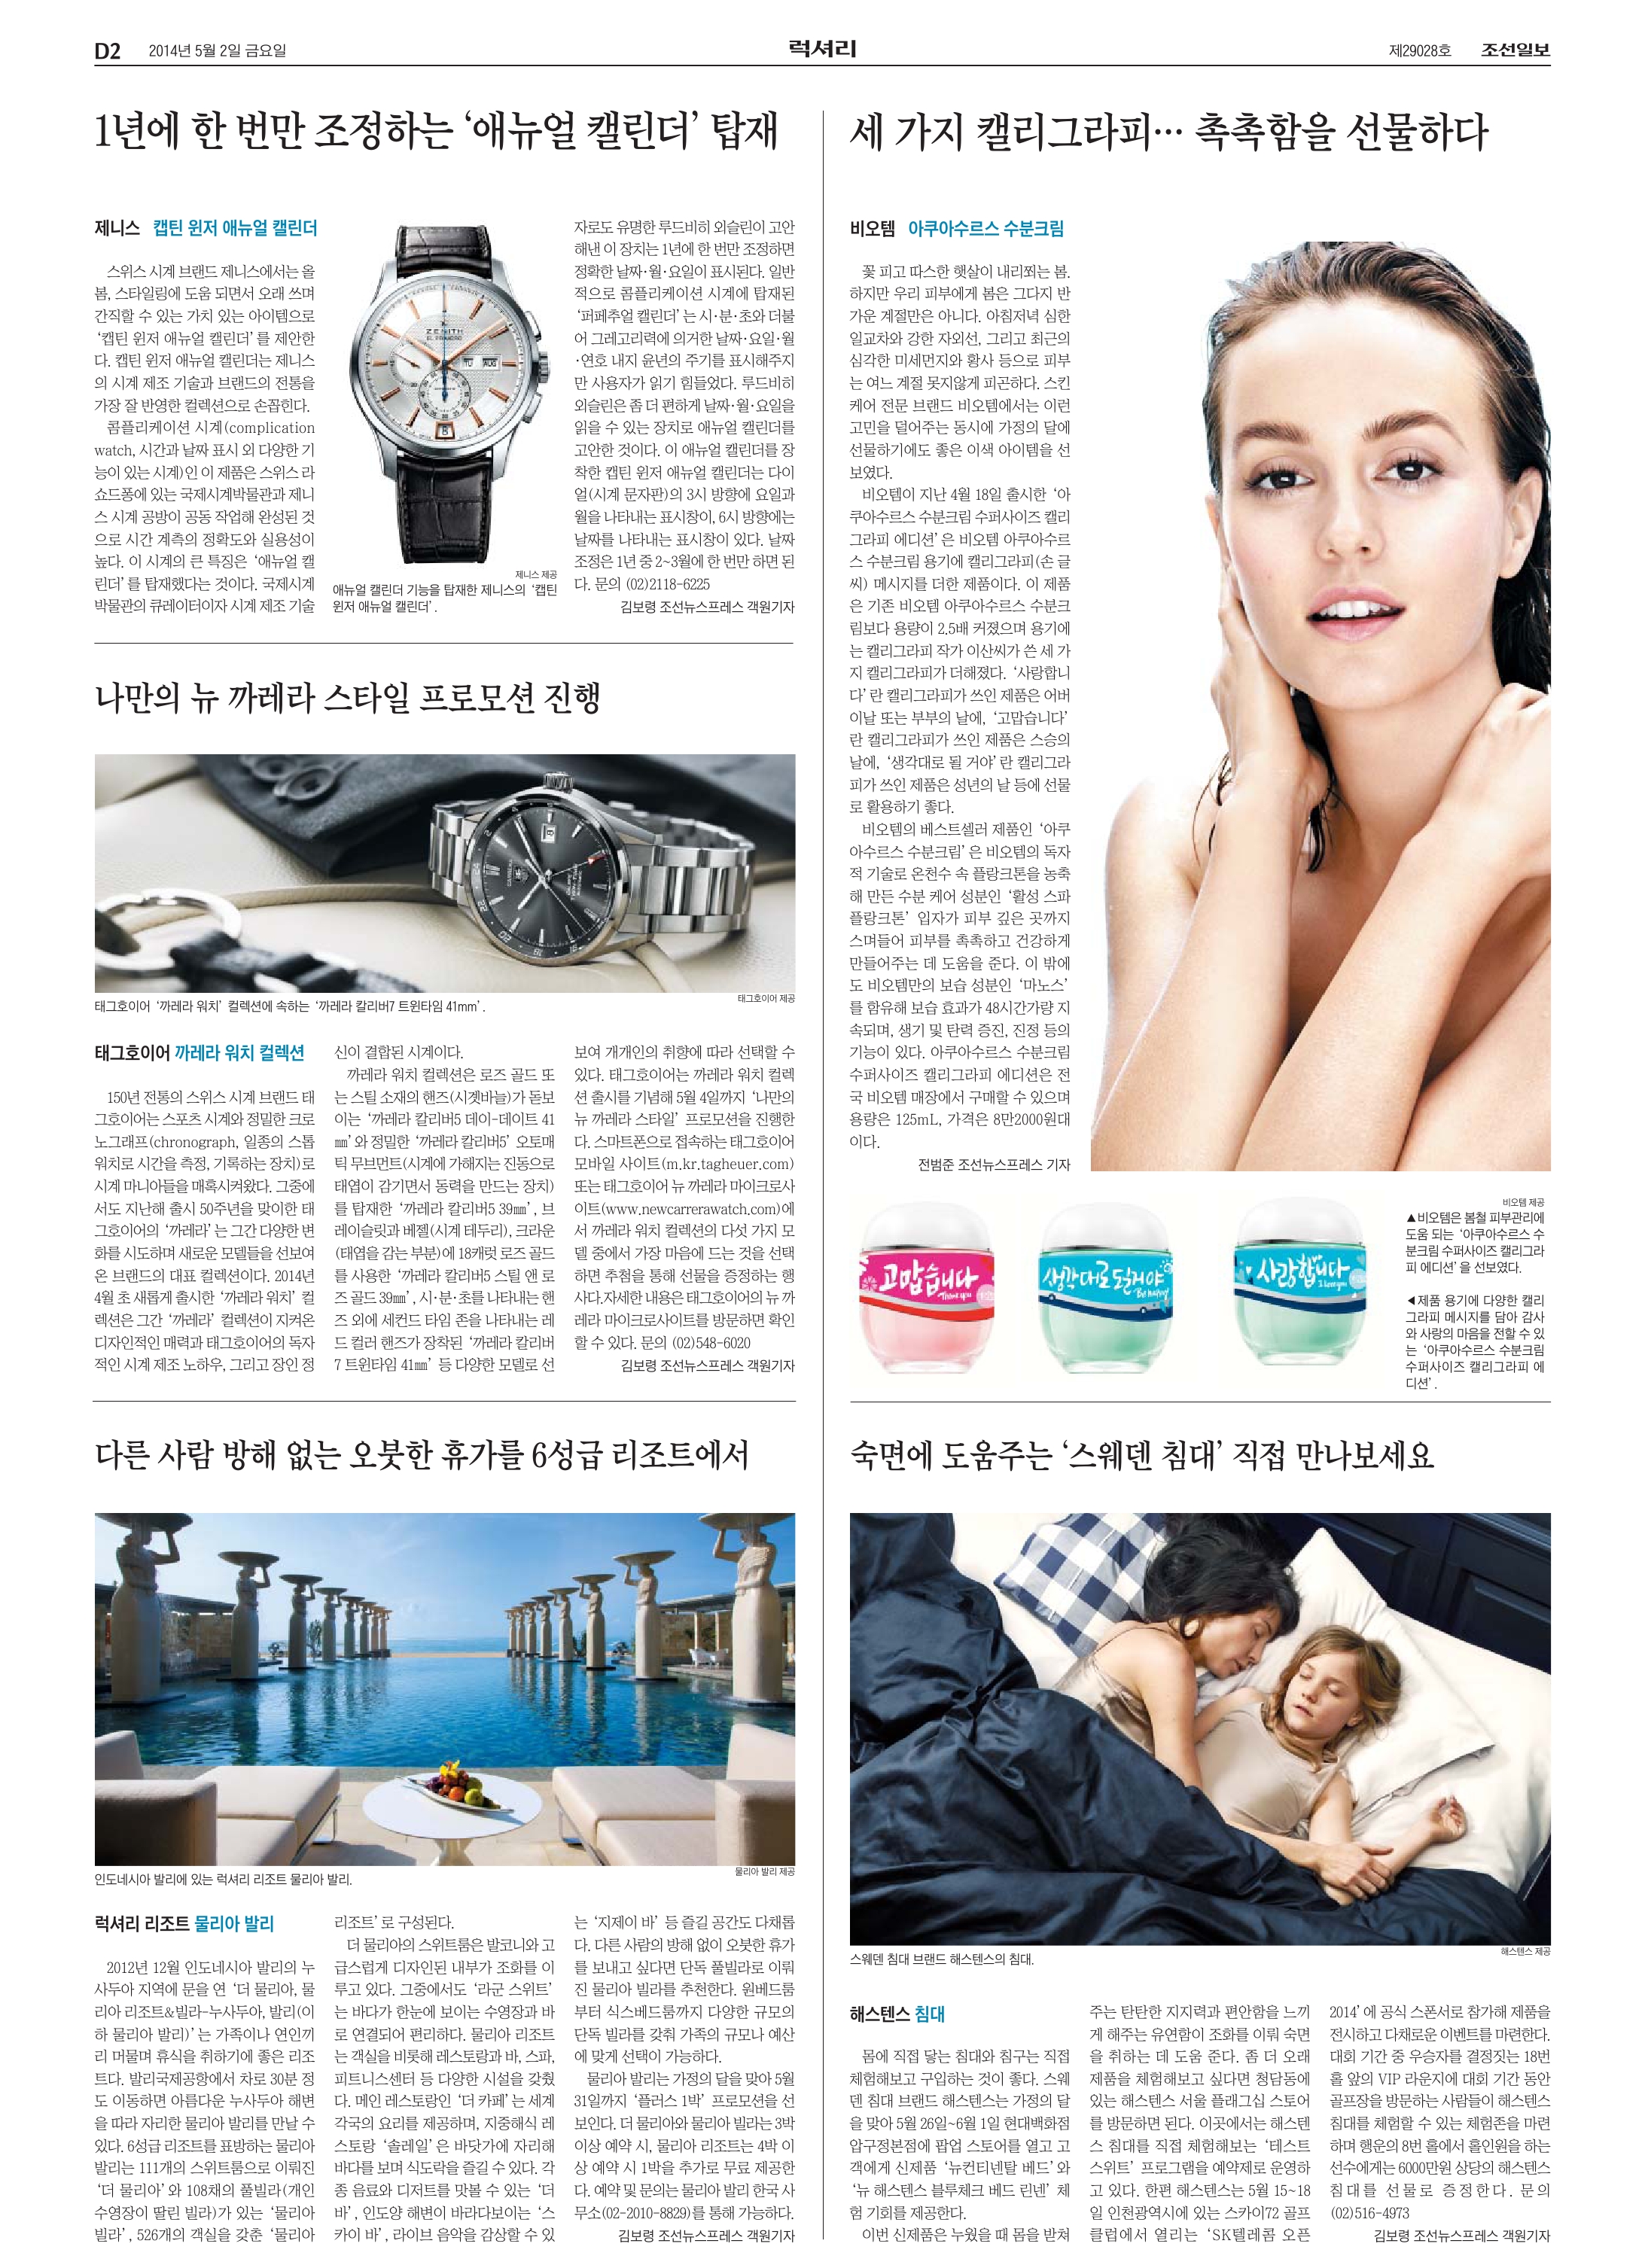 D2 2014년 5월 2일 금요일
럭셔리
제29028호 조선일보
1년에 한 번만 조정하는 ‘애뉴얼 캘린더’ 탑재
제니스 캡틴 윈저 애뉴얼 캘린더
스위스 시계 브랜드 제니스에서는 올
봄, 스타일링에 도움 되면서 오래 쓰며
간직할 수 있는 가치 있는 아이템으로
‘캡틴 윈저 애뉴얼 캘린더’를 제안한
다. 캡틴 윈저 애뉴얼 캘린더는 제니스
의 시계 제조 기술과 브랜드의 전통을
가장 잘 반영한 컬렉션으로 손꼽힌다.
콤플리케이션 시계(complication
watch, 시간과 날짜 표시 외 다양한 기
능이 있는 시계)인 이 제품은 스위스 라
쇼드퐁에 있는 국제시계박물관과 제니
스 시계 공방이 공동 작업해 완성된 것
으로 시간 계측의 정확도와 실용성이
높다. 이 시계의 큰 특징은 ‘애뉴얼 캘
린더’를 탑재했다는 것이다. 국제시계
박물관의 큐레이터이자 시계 제조 기술
ZENITH
EL PRIMERO
TU AUG
8
제니스 제공
애뉴얼 캘린더 기능을 탑재한 제니스의 ‘캡틴
윈저 애뉴얼 캘린더’.
자로도 유명한 루드비히 외슬린이 고안
해낸 이 장치는 1년에 한 번만 조정하면
정확한 날짜·월·요일이 표시된다. 일반
적으로 콤플리케이션 시계에 탑재된
‘퍼페추얼 캘린더’는 시·분·초와 더불
어 그레고리력에 의거한 날짜·요일·월
·연호 내지 윤년의 주기를 표시해주지
만 사용자가 읽기 힘들었다. 루드비히
외슬린은 좀 더 편하게 날짜·월·요일을
읽을 수 있는 장치로 애뉴얼 캘린더를
고안한 것이다. 이 애뉴얼 캘린더를 장
착한 캡틴 윈저 애뉴얼 캘린더는 다이
얼(시계 문자판)의 3시 방향에 요일과
월을 나타내는 표시창이, 6시 방향에는
날짜를 나타내는 표시창이 있다. 날짜
조정은 1년 중 2~3월에 한 번만 하면 된
다. 문의 (02)2118-6225
김보령 조선뉴스프레스 객원기자
나만의 뉴 까레라 스타일 프로모션 진행
태그호이어 제공
태그호이어 ‘까레라 워치’ 컬렉션에 속하는 ‘까레라 칼리버7 트윈타임 41mm’.
태그호이어 까레라 워치 컬렉션
150년 전통의 스위스 시계 브랜드 태
그호이어는 스포츠 시계와 정밀한 크로
노그래프(chronograph, 일종의 스톱
워치로 시간을 측정, 기록하는 장치)로
시계 마니아들을 매혹시켜왔다. 그중에
서도 지난해 출시 50주년을 맞이한 태
그호이어의 ‘까레라’는 그간 다양한 변
화를 시도하며 새로운 모델들을 선보여
온 브랜드의 대표 컬렉션이다. 2014년
4월 초 새롭게 출시한 ‘까레라 워치’ 컬
렉션은 그간 ‘까레라’ 컬렉션이 지켜온
디자인적인 매력과 태그호이어의 독자
적인 시계 제조 노하우, 그리고 장인 정
신이 결합된 시계이다.
까레라 워치 컬렉션은 로즈 골드 또
는 스틸 소재의 핸즈(시곗바늘)가 돋보
이는 ‘까레라 칼리버5 데이-데이트 41
㎜’와 정밀한 ‘까레라 칼리버5’ 오토매
틱 무브먼트(시계에 가해지는 진동으로
태엽이 감기면서 동력을 만드는 장치)
를 탑재한 ‘까레라 칼리버5 39㎜’, 브
레이슬릿과 베젤(시계 테두리), 크라운
(태엽을 감는 부분)에 18캐럿 로즈 골드
를 사용한 ‘까레라 칼리버5 스틸 앤 로
즈 골드 39㎜’, 시·분·초를 나타내는 핸
즈 외에 세컨드 타임 존을 나타내는 레
드 컬러 핸즈가 장착된 ‘까레라 칼리버
7 트윈타임 41㎜’ 등 다양한 모델로 선
보여 개개인의 취향에 따라 선택할 수
있다. 태그호이어는 까레라 워치 컬렉
션 출시를 기념해 5월 4일까지 ‘나만의
뉴 까레라 스타일’ 프로모션을 진행한
다. 스마트폰으로 접속하는 태그호이어
모바일 사이트(m.kr.tagheuer.com)
또는 태그호이어 뉴 까레라 마이크로사
이트(www.newcarrerawatch.com)에
서 까레라 워치 컬렉션의 다섯 가지 모
델 중에서 가장 마음에 드는 것을 선택
하면 추첨을 통해 선물을 증정하는 행
사다.자세한 내용은 태그호이어의 뉴 까
레라 마이크로사이트를 방문하면 확인
할 수 있다. 문의 (02)548-6020
김보령 조선뉴스프레스 객원기자
다른 사람 방해 없는 오붓한 휴가를 6성급 리조트에서
물리아 발리 제공
인도네시아 발리에 있는 럭셔리 리조트 물리아 발리.
럭셔리 리조트 물리아 발리
2012년 12월 인도네시아 발리의 누
사두아 지역에 문을 연 ‘더 물리아, 물
리아 리조트&빌라-누사두아, 발리(이
하 물리아 발리)’는 가족이나 연인끼
리 머물며 휴식을 취하기에 좋은 리조
트다. 발리국제공항에서 차로 30분 정
도 이동하면 아름다운 누사두아 해변
을 따라 자리한 물리아 발리를 만날 수
있다. 6성급 리조트를 표방하는 물리아
발리는 111개의 스위트룸으로 이뤄진
‘더 물리아’와 108채의 풀빌라(개인
수영장이 딸린 빌라)가 있는 ‘물리아
빌라’, 526개의 객실을 갖춘 ‘물리아
리조트’로 구성된다.
더 물리아의 스위트룸은 발코니와 고
급스럽게 디자인된 내부가 조화를 이
루고 있다. 그중에서도 ‘라군 스위트’
는 바다가 한눈에 보이는 수영장과 바
로 연결되어 편리하다. 물리아 리조트
는 객실을 비롯해 레스토랑과 바, 스파,
피트니스센터 등 다양한 시설을 갖췄
다. 메인 레스토랑인 ‘더 카페’는 세계
각국의 요리를 제공하며, 지중해식 레
스토랑 ‘솔레일’은 바닷가에 자리해
바다를 보며 식도락을 즐길 수 있다. 각
종 음료와 디저트를 맛볼 수 있는 ‘더
바’, 인도양 해변이 바라다보이는 ‘스
카이 바’, 라이브 음악을 감상할 수 있
는 ‘지제이 바’ 등 즐길 공간도 다채롭
다. 다른 사람의 방해 없이 오붓한 휴가
를 보내고 싶다면 단독 풀빌라로 이뤄
진 물리아 빌라를 추천한다. 원베드룸
부터 식스베드룸까지 다양한 규모의
단독 빌라를 갖춰 가족의 규모나 예산
에 맞게 선택이 가능하다.
물리아 발리는 가정의 달을 맞아 5월
31일까지 ‘플러스 1박’ 프로모션을 선
보인다. 더 물리아와 물리아 빌라는 3박
이상 예약 시, 물리아 리조트는 4박 이
상 예약 시 1박을 추가로 무료 제공한
다. 예약 및 문의는 물리아 발리 한국 사
무소(02-2010-8829)를 통해 가능하다.
김보령 조선뉴스프레스 객원기자
세 가지 캘리그라피… 촉촉함을 선물하다
비오템 아쿠아수르스 수분크림
꽃 피고 따스한 햇살이 내리쬐는 봄.
하지만 우리 피부에게 봄은 그다지 반
가운 계절만은 아니다. 아침저녁 심한
일교차와 강한 자외선, 그리고 최근의
심각한 미세먼지와 황사 등으로 피부
는 여느 계절 못지않게 피곤하다. 스킨
케어 전문 브랜드 비오템에서는 이런
고민을 덜어주는 동시에 가정의 달에
선물하기에도 좋은 이색 아이템을 선
보였다.
비오템이 지난 4월 18일 출시한 ‘아
쿠아수르스 수분크림 수퍼사이즈 캘리
그라피 에디션’은 비오템 아쿠아수르
스 수분크림 용기에 캘리그라피(손 글
씨) 메시지를 더한 제품이다. 이 제품
은 기존 비오템 아쿠아수르스 수분크
림보다 용량이 2.5배 커졌으며 용기에
는 캘리그라피 작가 이산씨가 쓴 세 가
지 캘리그라피가 더해졌다. ‘사랑합니
다’란 캘리그라피가 쓰인 제품은 어버
이날 또는 부부의 날에, ‘고맙습니다’
란 캘리그라피가 쓰인 제품은 스승의
날에, ‘생각대로 될 거야’란 캘리그라
피가 쓰인 제품은 성년의 날 등에 선물
로 활용하기 좋다.
비오템의 베스트셀러 제품인 ‘아쿠
아수르스 수분크림’은 비오템의 독자
적 기술로 온천수 속 플랑크톤을 농축
해 만든 수분 케어 성분인 ‘활성 스파
플랑크톤’ 입자가 피부 깊은 곳까지
스며들어 피부를 촉촉하고 건강하게
만들어주는 데 도움을 준다. 이 밖에
도 비오템만의 보습 성분인 ‘마노스’
를 함유해 보습 효과가 48시간가량 지
속되며, 생기 및 탄력 증진, 진정 등의
기능이 있다. 아쿠아수르스 수분크림
수퍼사이즈 캘리그라피 에디션은 전
국 비오템 매장에서 구매할 수 있으며
용량은 125mL, 가격은 8만2000원대
이다.
전범준 조선뉴스프레스 기자
고맙습니다
Thank you
생각대로 될거야
Be happy
사랑합니다
I love you
비오템 제공
▲비오템은 봄철 피부관리에
도움 되는 ‘아쿠아수르스 수
분크림 수퍼사이즈 캘리그라
피 에디션’을 선보였다.
◀제품 용기에 다양한 캘리
그라피 메시지를 담아 감사
와 사랑의 마음을 전할 수 있
는 ‘아쿠아수르스 수분크림
수퍼사이즈 캘리그라피 에
디션’.
숙면에 도움주는 ‘스웨덴 침대’ 직접 만나보세요
해스텐스 제공
스웨덴 침대 브랜드 해스텐스의 침대.
해스텐스 침대
몸에 직접 닿는 침대와 침구는 직접
체험해보고 구입하는 것이 좋다. 스웨
덴 침대 브랜드 해스텐스는 가정의 달
을 맞아 5월 26일~6월 1일 현대백화점
압구정본점에 팝업 스토어를 열고 고
객에게 신제품 ‘뉴컨티넨탈 베드’와
‘뉴 해스텐스 블루체크 베드 린넨’ 체
험 기회를 제공한다.
이번 신제품은 누웠을 때 몸을 받쳐
주는 탄탄한 지지력과 편안함을 느끼
게 해주는 유연함이 조화를 이뤄 숙면
을 취하는 데 도움 준다. 좀 더 오래
제품을 체험해보고 싶다면 청담동에
있는 해스텐스 서울 플래그십 스토어
를 방문하면 된다. 이곳에서는 해스텐
스 침대를 직접 체험해보는 ‘테스트
스위트’ 프로그램을 예약제로 운영하
고 있다. 한편 해스텐스는 5월 15~18
일 인천광역시에 있는 스카이72 골프
클럽에서 열리는 ‘SK텔레콤 오픈
2014’에 공식 스폰서로 참가해 제품을
전시하고 다채로운 이벤트를 마련한다.
대회 기간 중 우승자를 결정짓는 18번
홀 앞의 VIP 라운지에 대회 기간 동안
골프장을 방문하는 사람들이 해스텐스
침대를 체험할 수 있는 체험존을 마련
하며 행운의 8번 홀에서 홀인원을 하는
선수에게는 6000만원 상당의 해스텐스
침대를 선물로 증정한다. 문의
(02)516-4973
김보령 조선뉴스프레스 객원기자